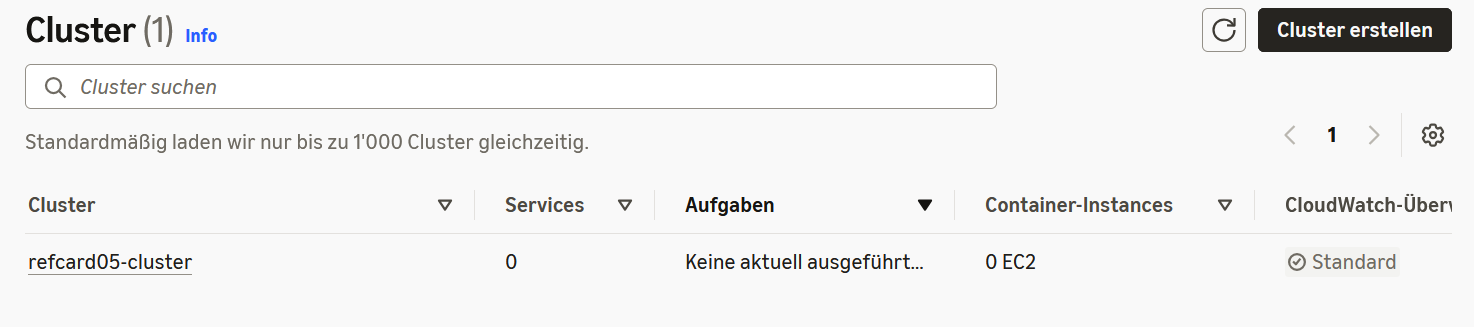 Cluster (1) Info
Cluster erstellen
Cluster suchen
Standardmäßig laden wir nur bis zu 1'000 Cluster gleichzeitig.
1
Cluster Services Aufgaben Container-Instances CloudWatch-Über
refcard05-cluster 0 Keine aktuell ausgeführt... 0 EC2 Standard